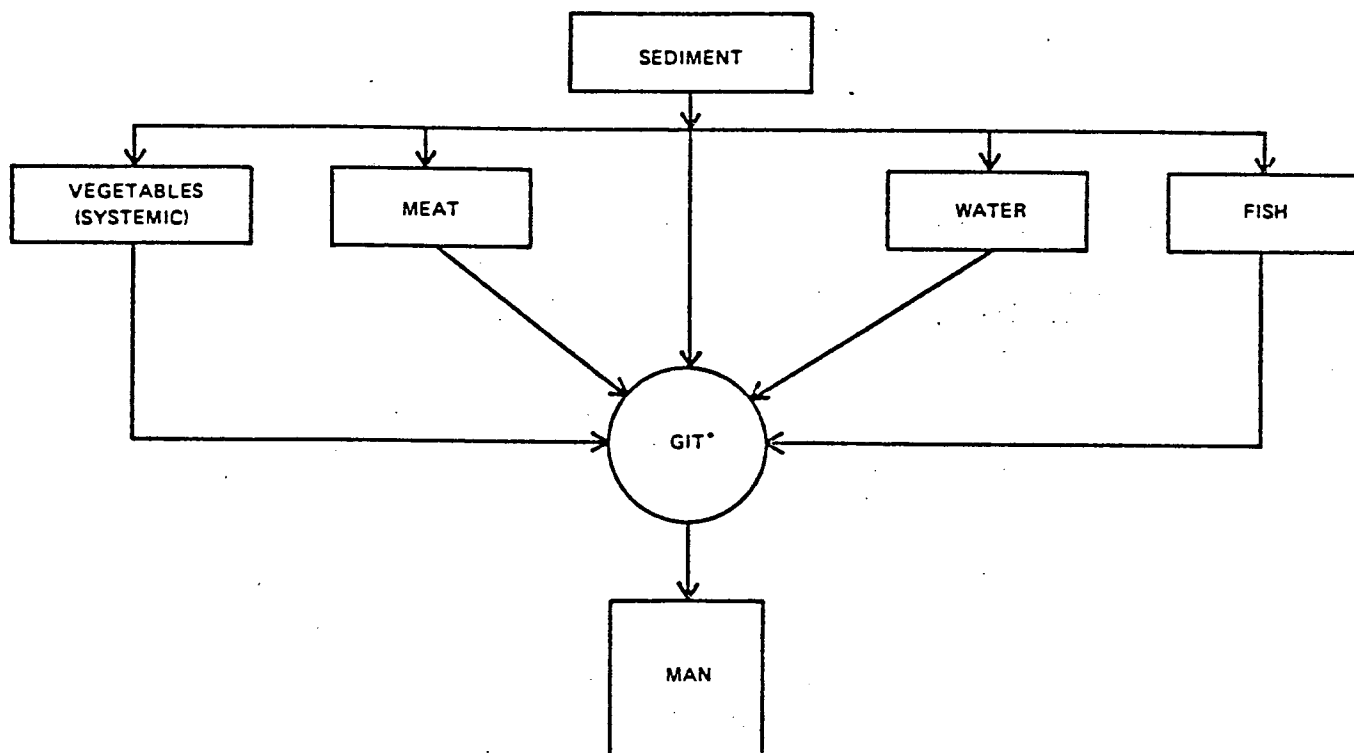 SEDIMENT
VEGETABLES
(SYSTEMIC)
MEAT
WATER
FISH
GIT*
MAN